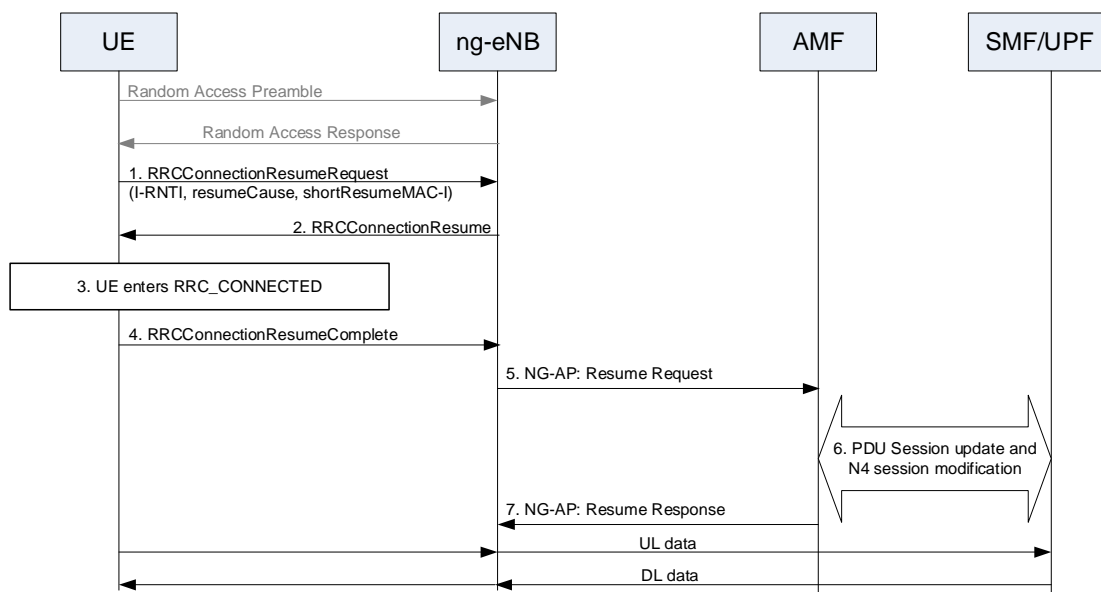 UE
ng-eNB
AMF
SMF/UPF
Random Access Preamble
Random Access Response
1. RRCConnectionResumeRequest
(I-RNTI, resumeCause, shortResumeMAC-I)
2. RRCConnectionResume
3. UE enters RRC_CONNECTED
4. RRCConnectionResumeComplete
5. NG-AP: Resume Request
6. PDU Session update and
N4 session modification
7. NG-AP: Resume Response
UL data
DL data